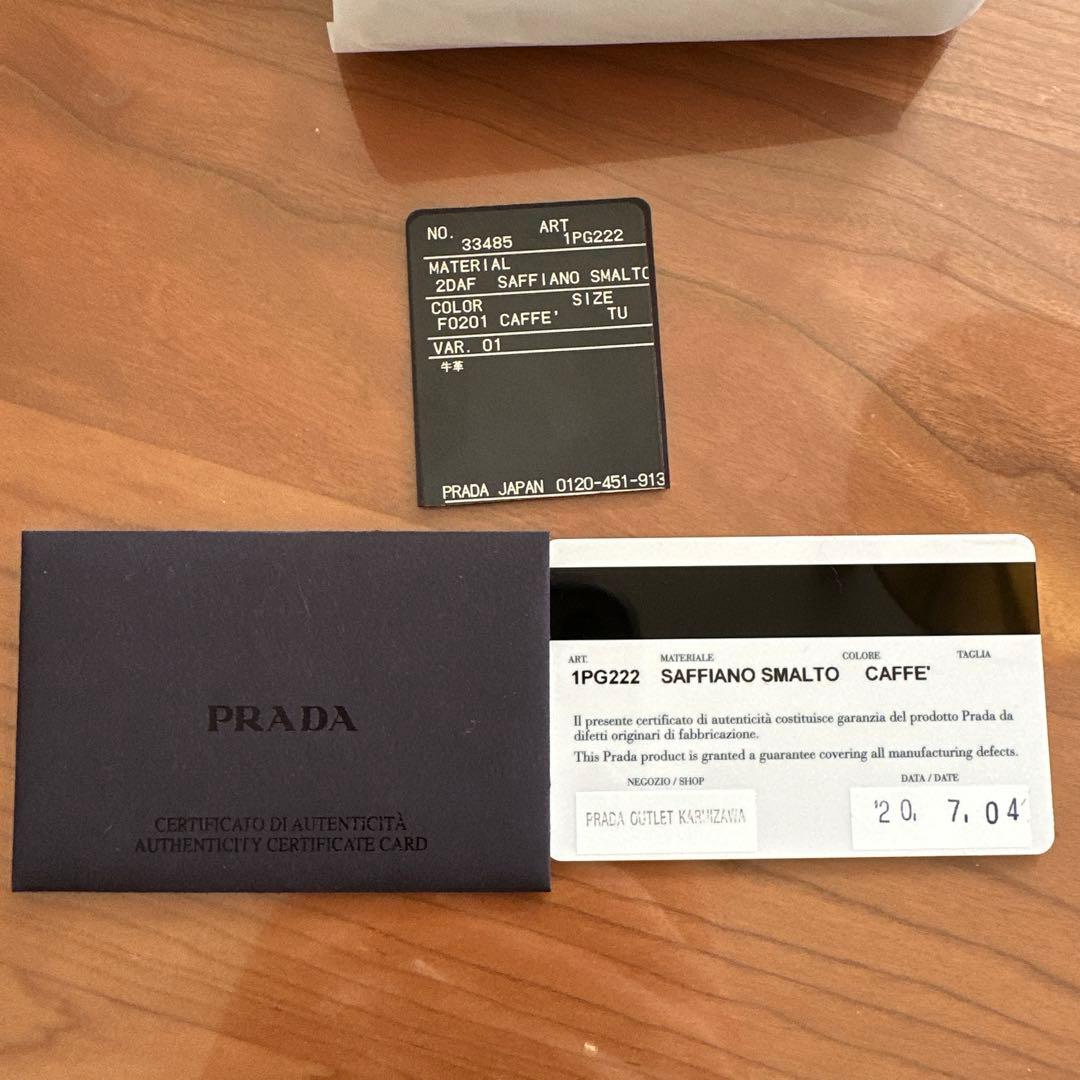 NO. 33485 ART 1PG222
MATERIAL
2DAF SAFFIANO SMALTO
COLOR SIZE
F0201 CAFFE' TU
VAR. 01
牛革
PRADA JAPAN 0120-451-913
PRADA
CERTIFICATO DI AUTENTICITÀ
AUTHENTICITY CERTIFICATE CARD
ART. MATERIALE COLORE TAGLIA
1PG222 SAFFIANO SMALTO CAFFE'
Il presente certificato di autenticità costituisce garanzia del prodotto Prada da
difetti originari di fabbricazione.
This Prada product is granted a guarantee covering all manufacturing defects.
NEGOZIO / SHOP DATA / DATE
PRADA OUTLET KARUIZAWA '20. 7. 04